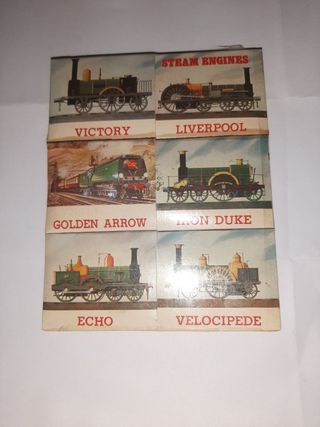 STEAM ENGINES
VICTORY
LIVERPOOL
GOLDEN ARROW
IRON DUKE
ECHO
VELOCIPEDE